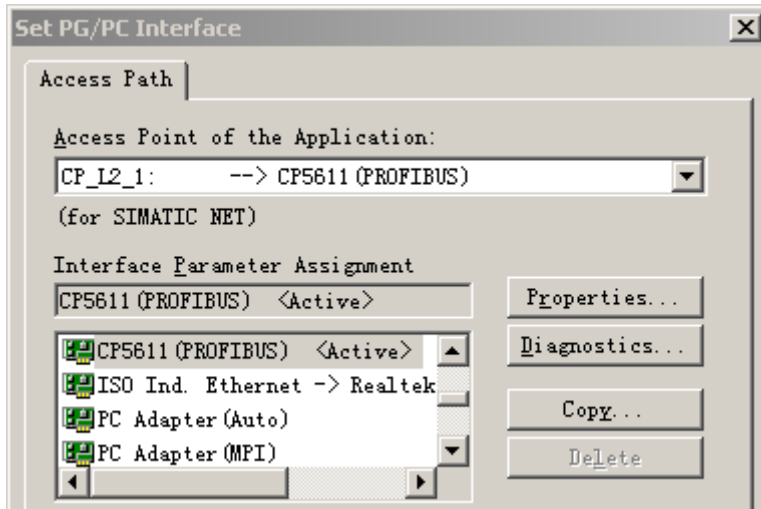 Set PG/PC Interface
Access Path
Access Point of the Application:
CP_L2_1: --> CP5611(PROFIBUS)
(for SIMATIC NET)
Interface Parameter Assignment
CP5611(PROFIBUS) <Active>
Properties...
CP5611(PROFIBUS) <Active>
Diagnostics...
ISO Ind. Ethernet -> Realtek
PC Adapter(Auto)
Copy...
PC Adapter(MPI)
Delete